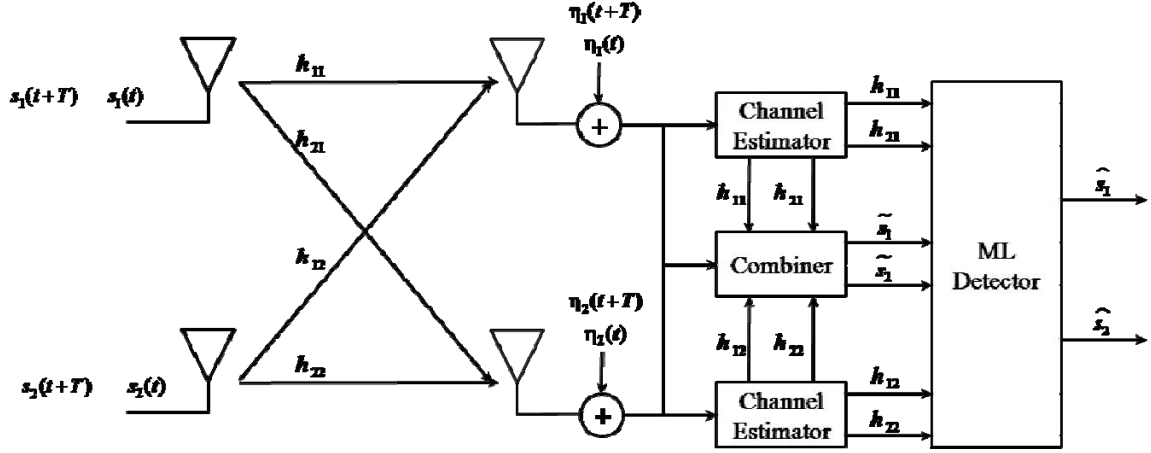 η₁(t+T)
η₁(t)
s₁(t+T) s₁(t)
h₁₁
h₂₁
h₁₂
h₂₂
s₂(t+T) s₂(t)
+
η₂(t+T)
η₂(t)
+
Channel
Estimator
h₁₁
h₂₁
h₁₁ h₂₁
Combiner
s̃₁
s̃₁
h₁₂ h₂₂
Channel
Estimator
h₁₂
h₂₂
ML
Detector
ŝ₁
ŝ₂